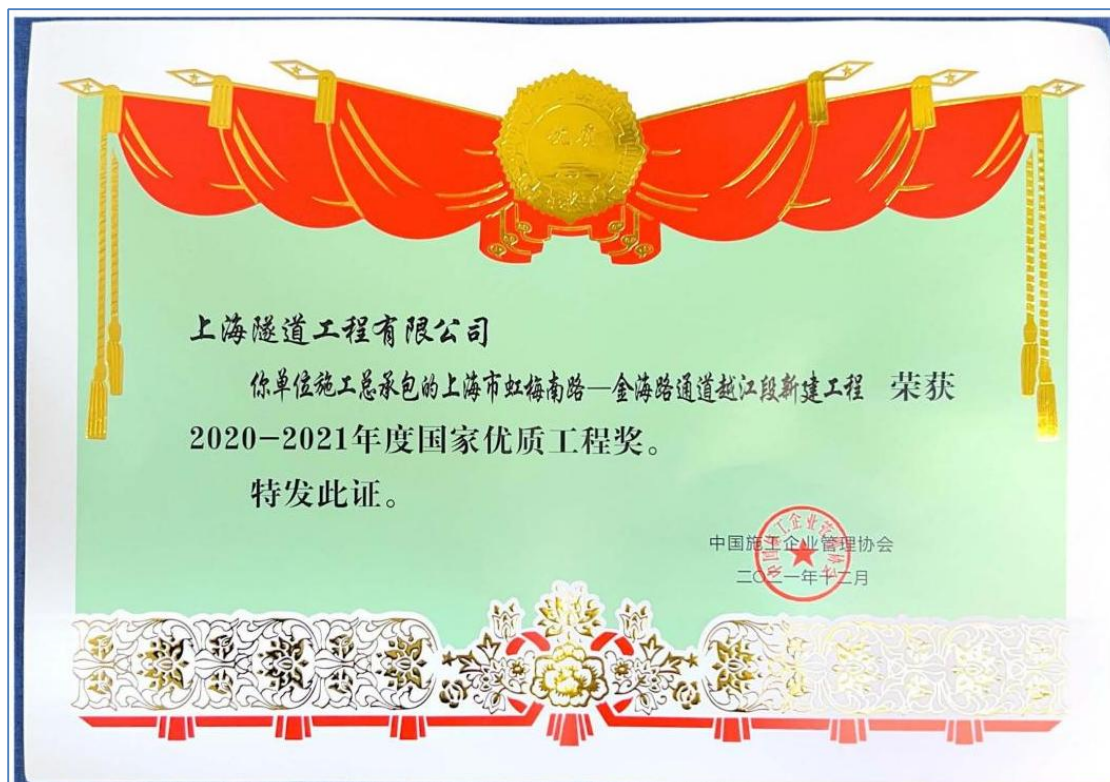 优质
上海隧道工程有限公司
你单位施工总承包的上海市虹梅南路—金海路通道越江段新建工程 荣获
2020-2021年度国家优质工程奖。
特发此证。
中国施工企业管理协会
二〇二一年十二月